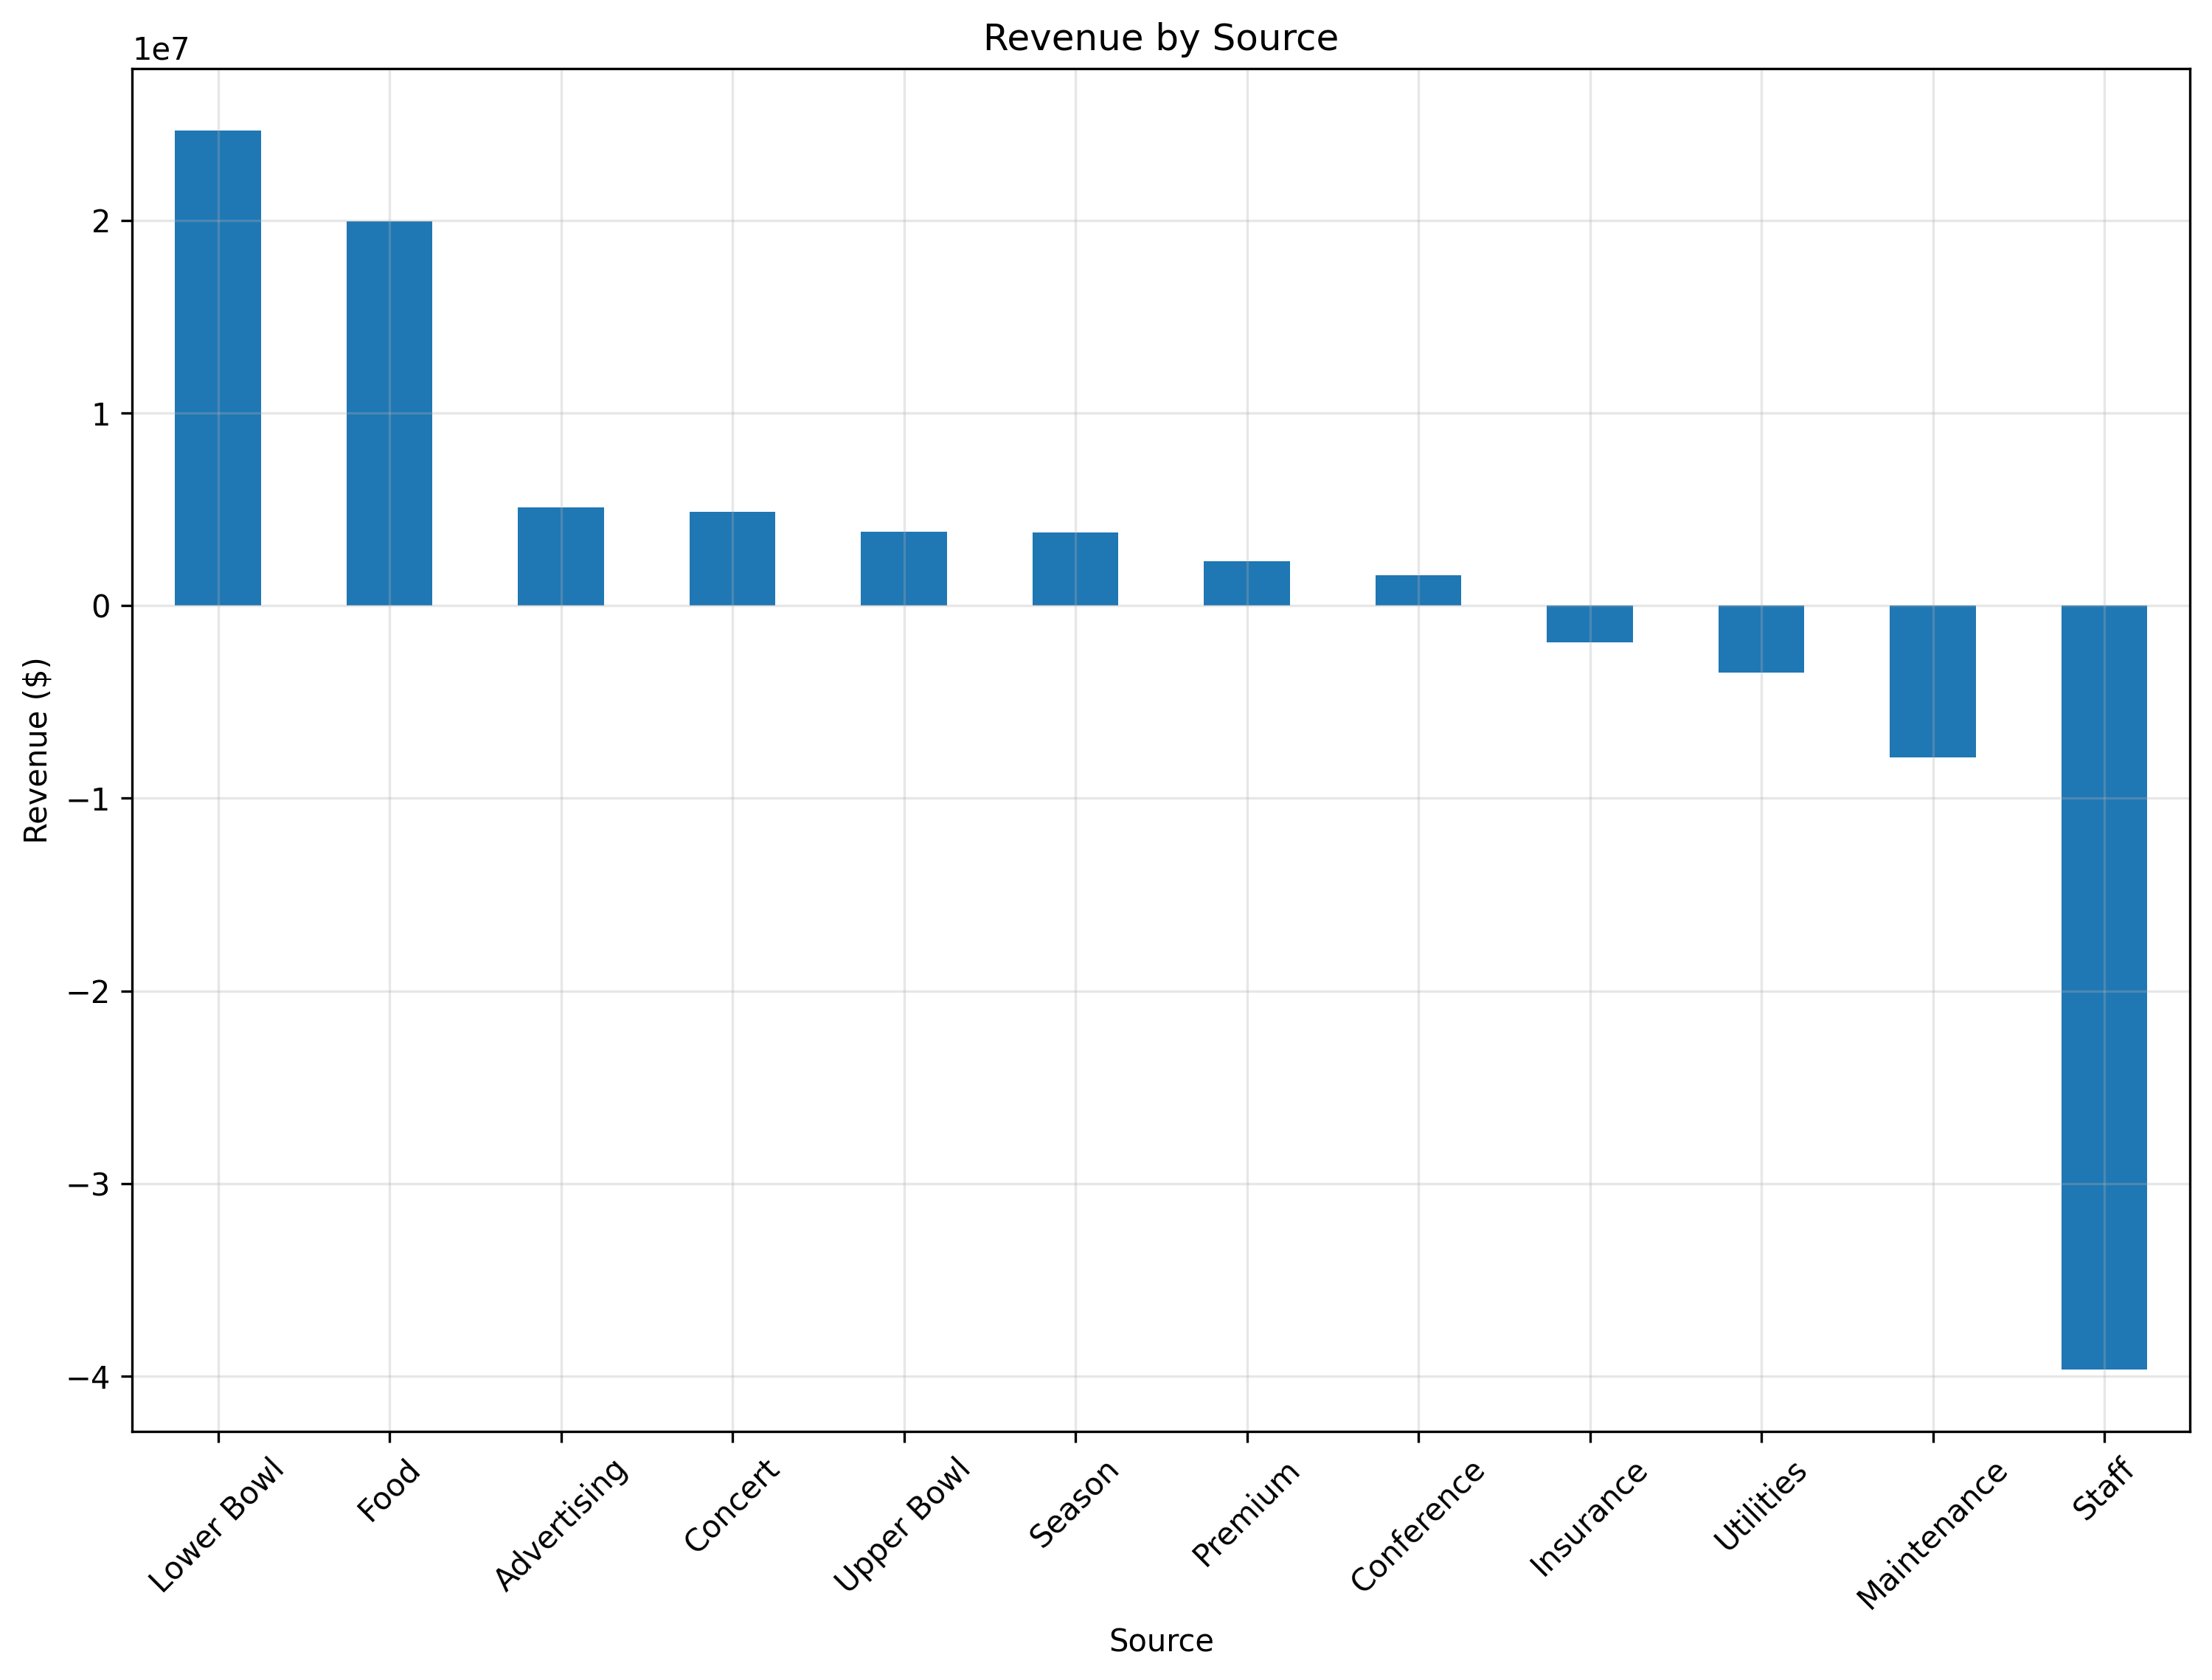 Revenue by Source
1e7
2
1
0
−1
−2
−3
−4
Revenue ($)
Lower Bowl
Food
Advertising
Concert
Upper Bowl
Season
Premium
Conference
Insurance
Utilities
Maintenance
Staff
Source